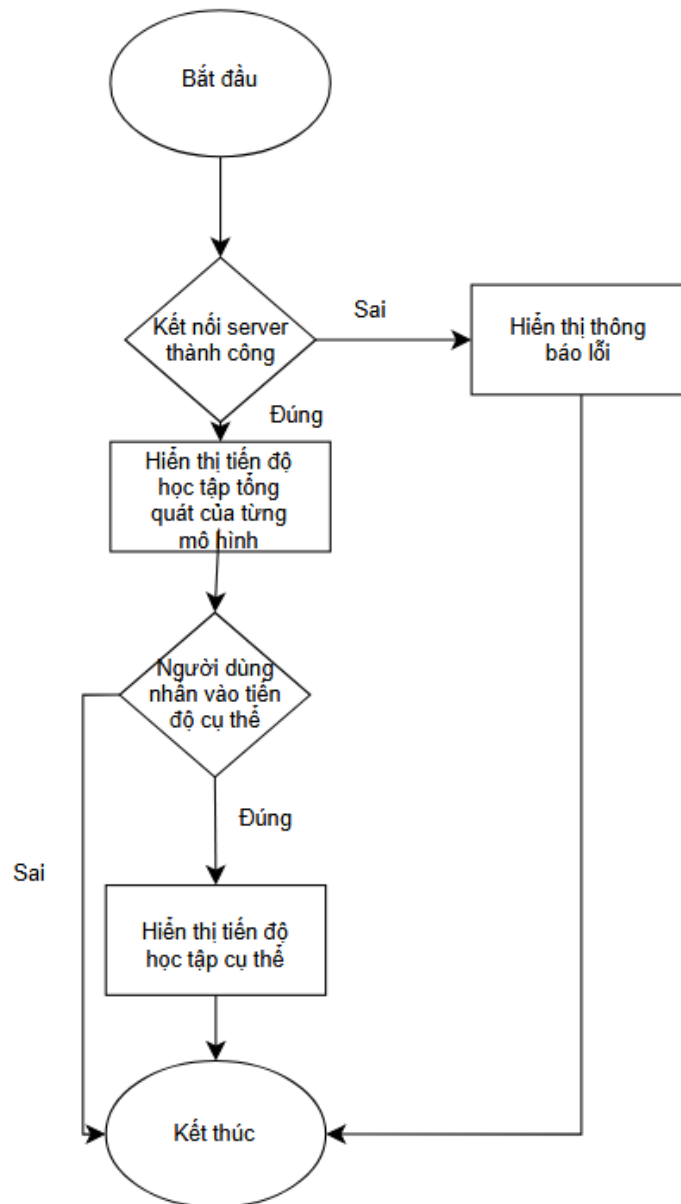 Bắt đầu
Kết nối server
thành công
Sai
Hiển thị thông
báo lỗi
Đúng
Hiển thị tiến độ
học tập tổng
quát của từng
mô hình
Người dùng
nhấn vào tiến
độ cụ thể
Đúng
Sai
Hiển thị tiến độ
học tập cụ thể
Kết thúc